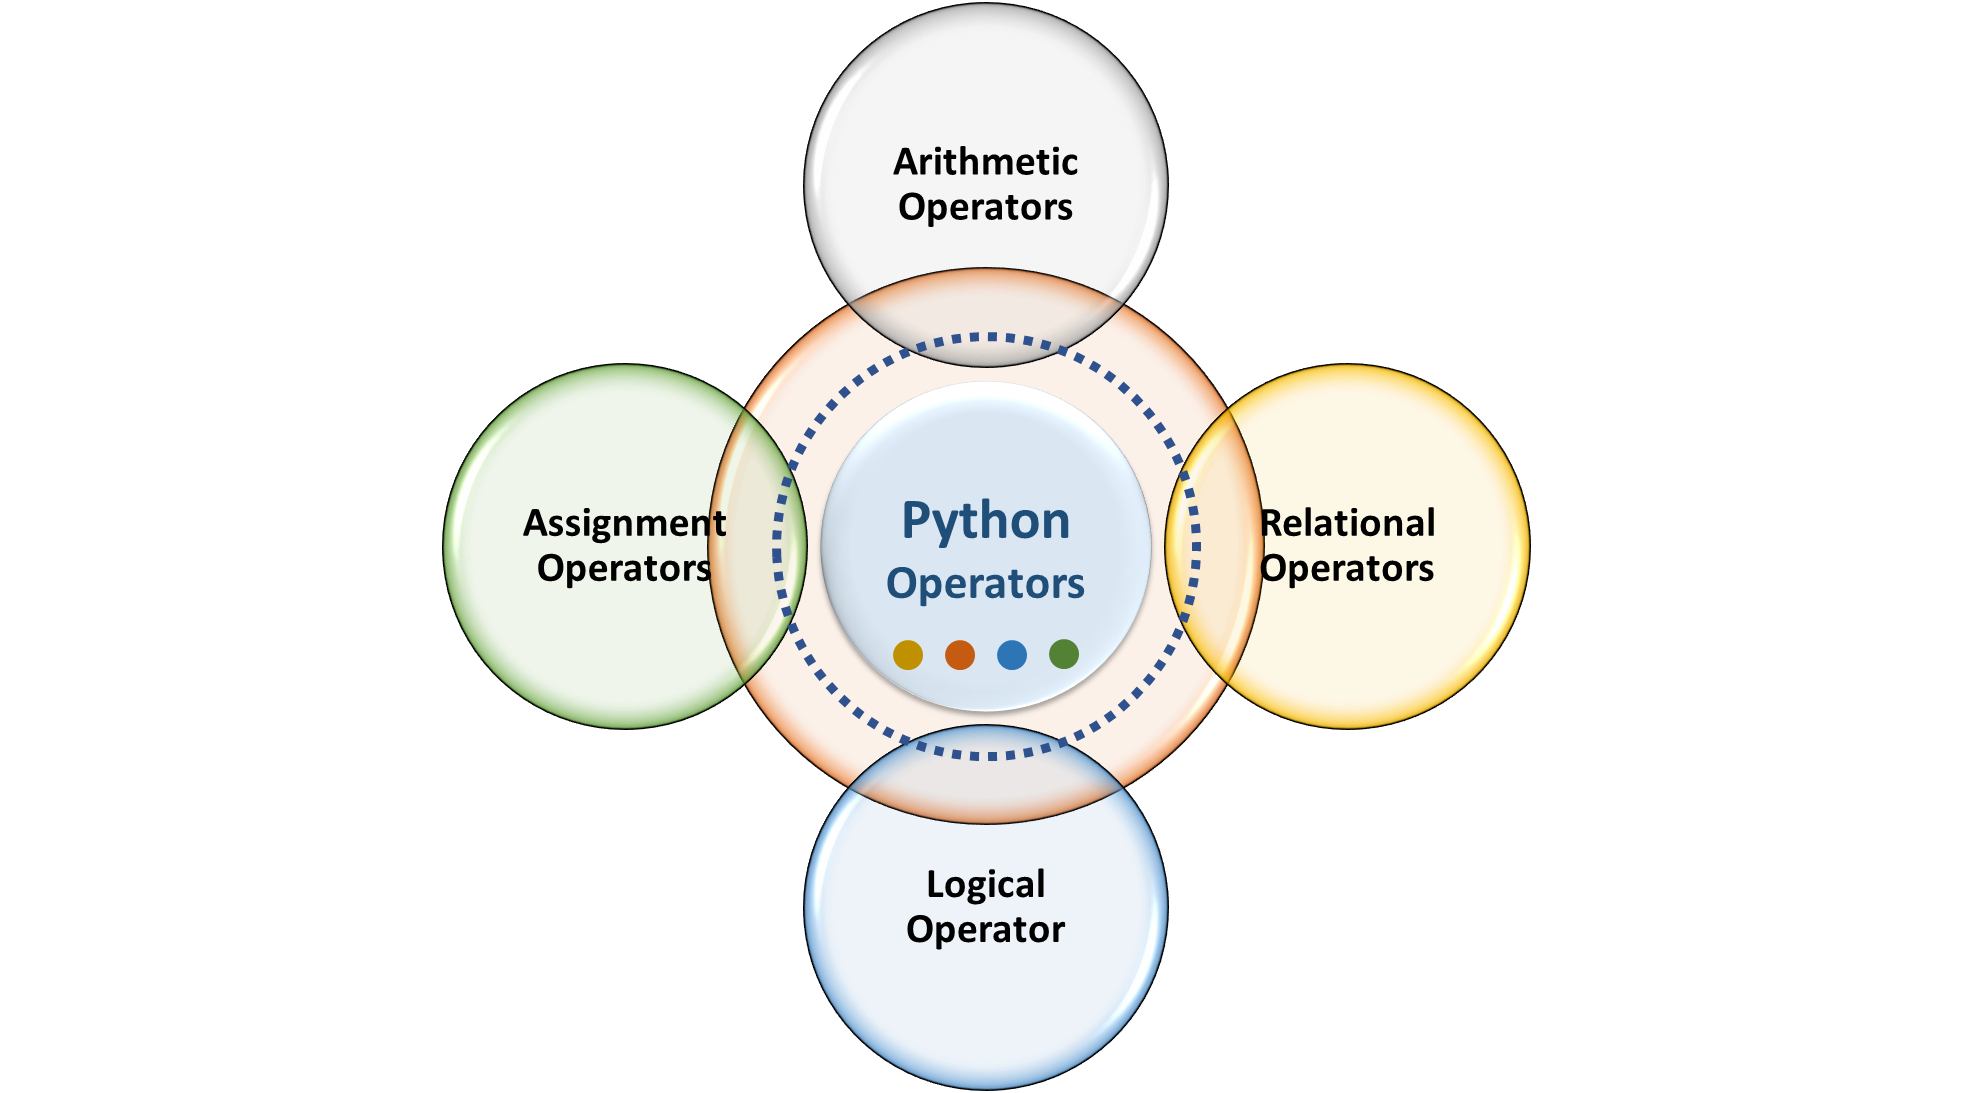 Arithmetic
Operators
Assignment
Operators
Python
Operators
Relational
Operators
Logical
Operator